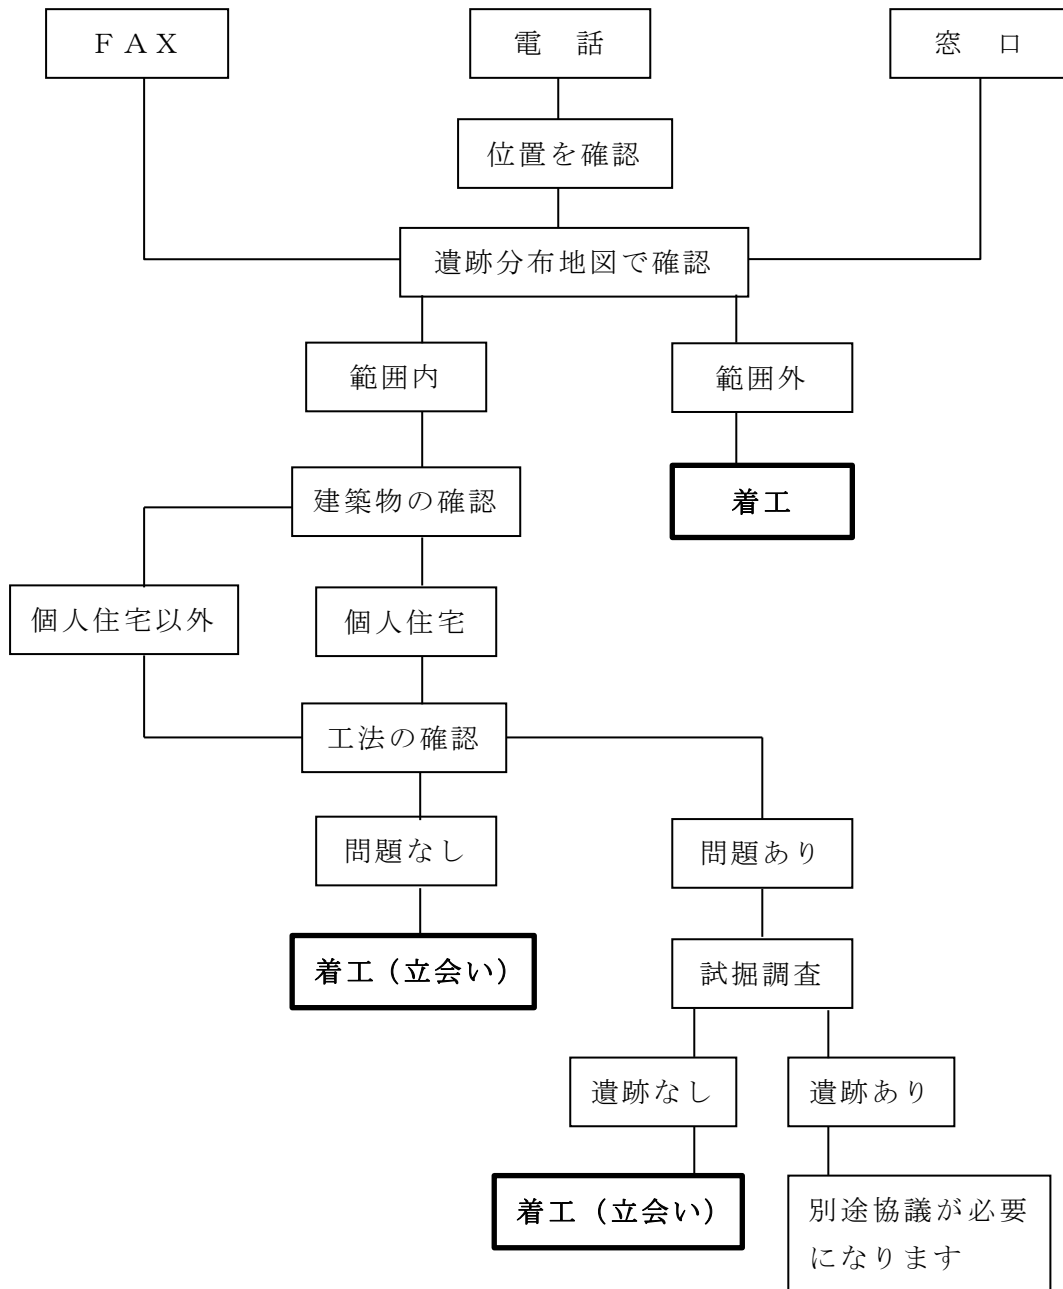 ＦＡＸ
電　話
窓　口
位置を確認
遺跡分布地図で確認
範囲内
範囲外
建築物の確認
着工
個人住宅以外
個人住宅
工法の確認
問題なし
問題あり
着工（立会い）
試掘調査
遺跡なし
遺跡あり
着工（立会い）
別途協議が必要
になります